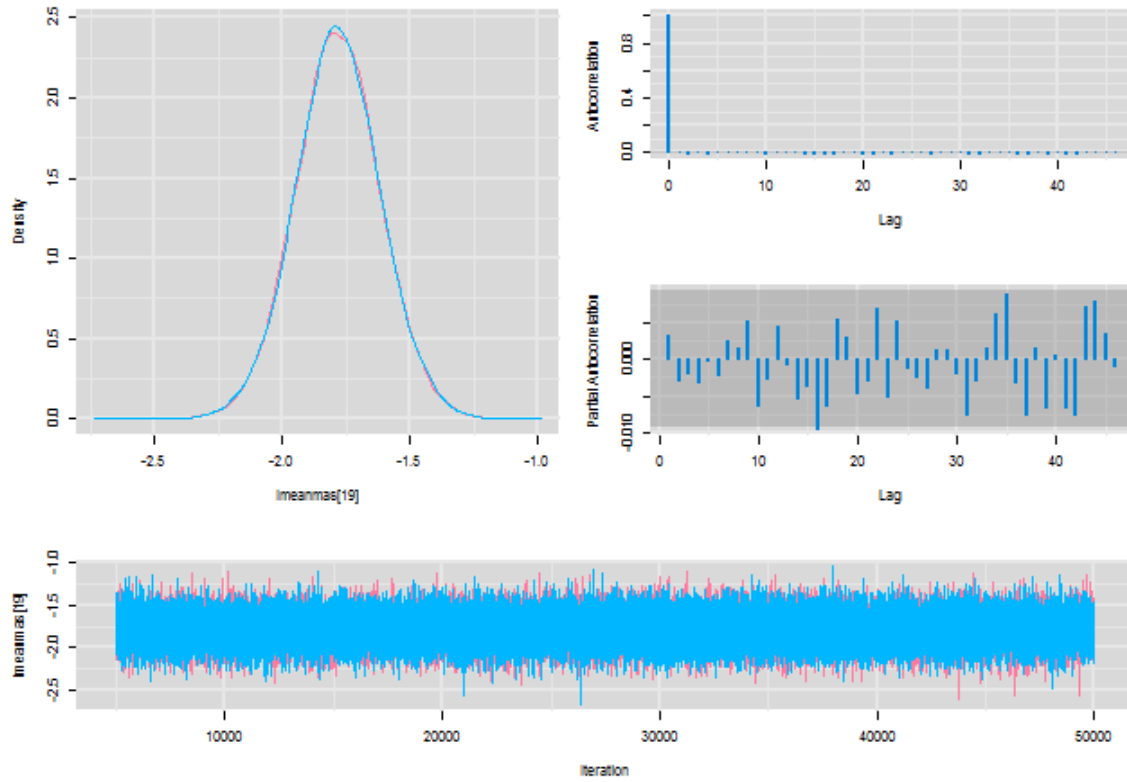 Density
0.0 0.5 1.0 1.5 2.0 2.5
-2.5 -2.0 -1.5 -1.0
lmeanmas[19]
Autocorrelation
0.0 0.4 0.8
0 10 20 30 40
Lag
Partial Autocorrelation
-0.010 0.000
0 10 20 30 40
Lag
lmeanmas[19]
-2.5 -2.0 -1.5 -1.0
10000 20000 30000 40000 50000
Iteration